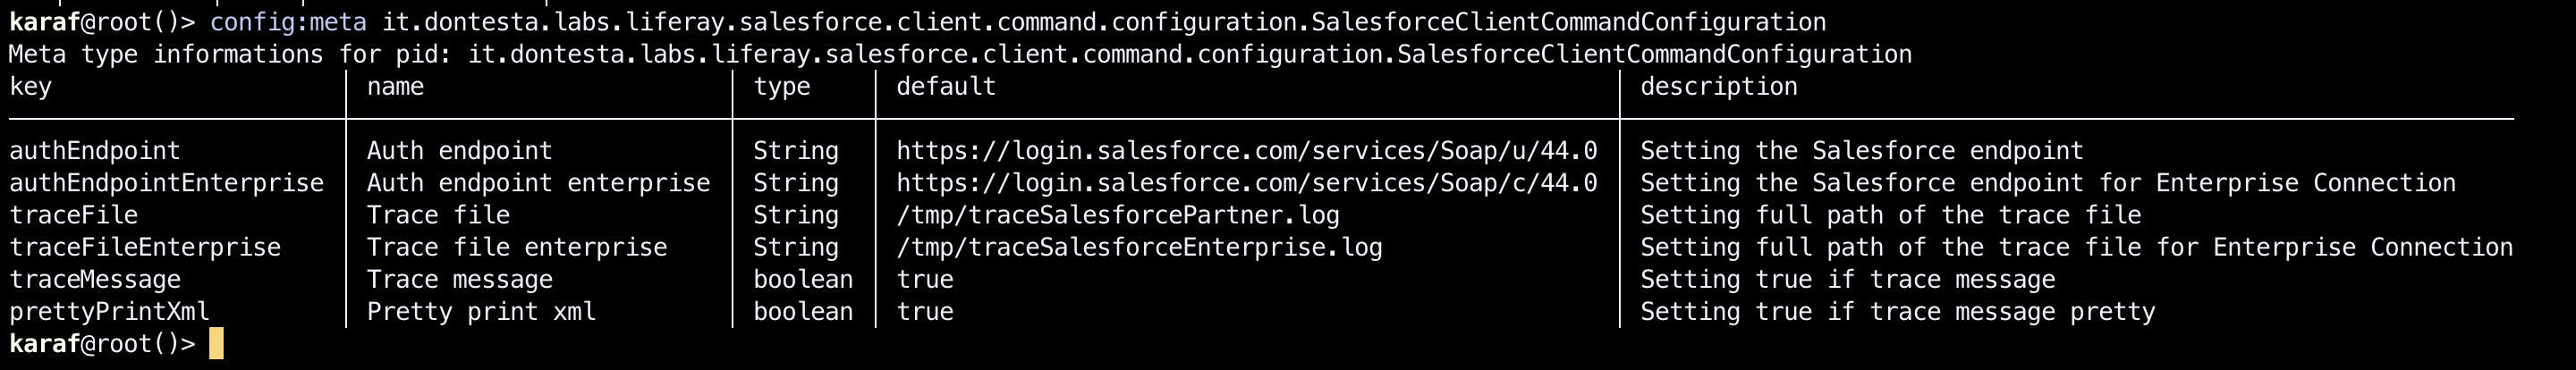 karaf@root()> config:meta it.dontesta.labs.liferay.salesforce.client.command.configuration.SalesforceClientCommandConfiguration
Meta type informations for pid: it.dontesta.labs.liferay.salesforce.client.command.configuration.SalesforceClientCommandConfiguration
key │ name │ type │ default │ description
authEndpoint │ Auth endpoint │ String │ https://login.salesforce.com/services/Soap/u/44.0 │ Setting the Salesforce endpoint
authEndpointEnterprise │ Auth endpoint enterprise │ String │ https://login.salesforce.com/services/Soap/c/44.0 │ Setting the Salesforce endpoint for Enterprise Connection
traceFile │ Trace file │ String │ /tmp/traceSalesforcePartner.log │ Setting full path of the trace file
traceFileEnterprise │ Trace file enterprise │ String │ /tmp/traceSalesforceEnterprise.log │ Setting full path of the trace file for Enterprise Connection
traceMessage │ Trace message │ boolean │ true │ Setting true if trace message
prettyPrintXml │ Pretty print xml │ boolean │ true │ Setting true if trace message pretty
karaf@root()>